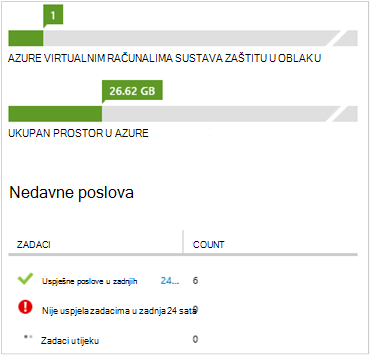 1
AZURE VIRTUALNIM RAČUNALIMA SUSTAVA ZAŠTITU U OBLAKU
26.62 GB
UKUPAN PROSTOR U AZURE
Nedavne poslova
ZADACI COUNT
Uspješne poslove u zadnjih 24... 6
Nije uspjela zadacima u zadnja 24 sata 0
Zadaci u tijeku 0